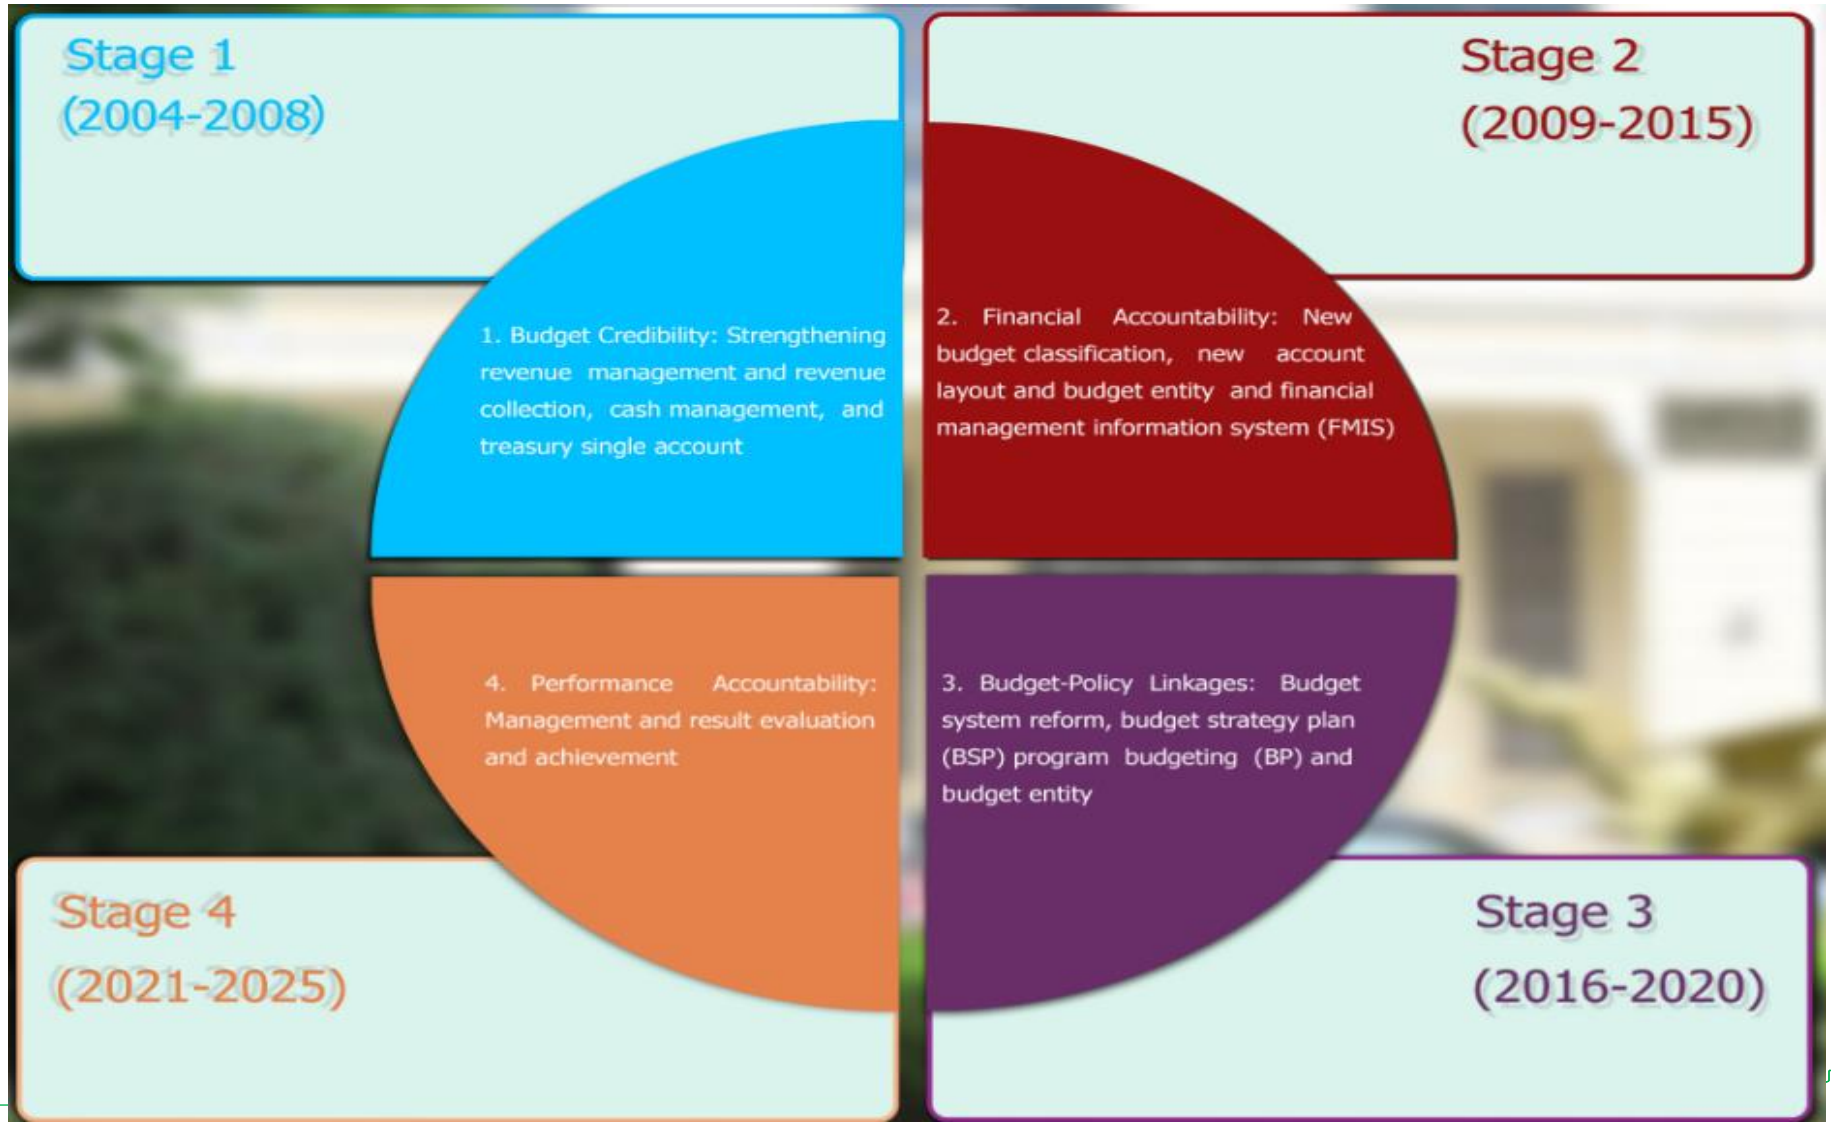 Stage 1
(2004-2008)
Stage 2
(2009-2015)
1. Budget Credibility: Strengthening
revenue management and revenue
collection, cash management, and
treasury single account
2. Financial Accountability: New
budget classification, new account
layout and budget entity and financial
management information system (FMIS)
4. Performance Accountability:
Management and result evaluation
and achievement
3. Budget-Policy Linkages: Budget
system reform, budget strategy plan
(BSP) program budgeting (BP) and
budget entity
Stage 4
(2021-2025)
Stage 3
(2016-2020)